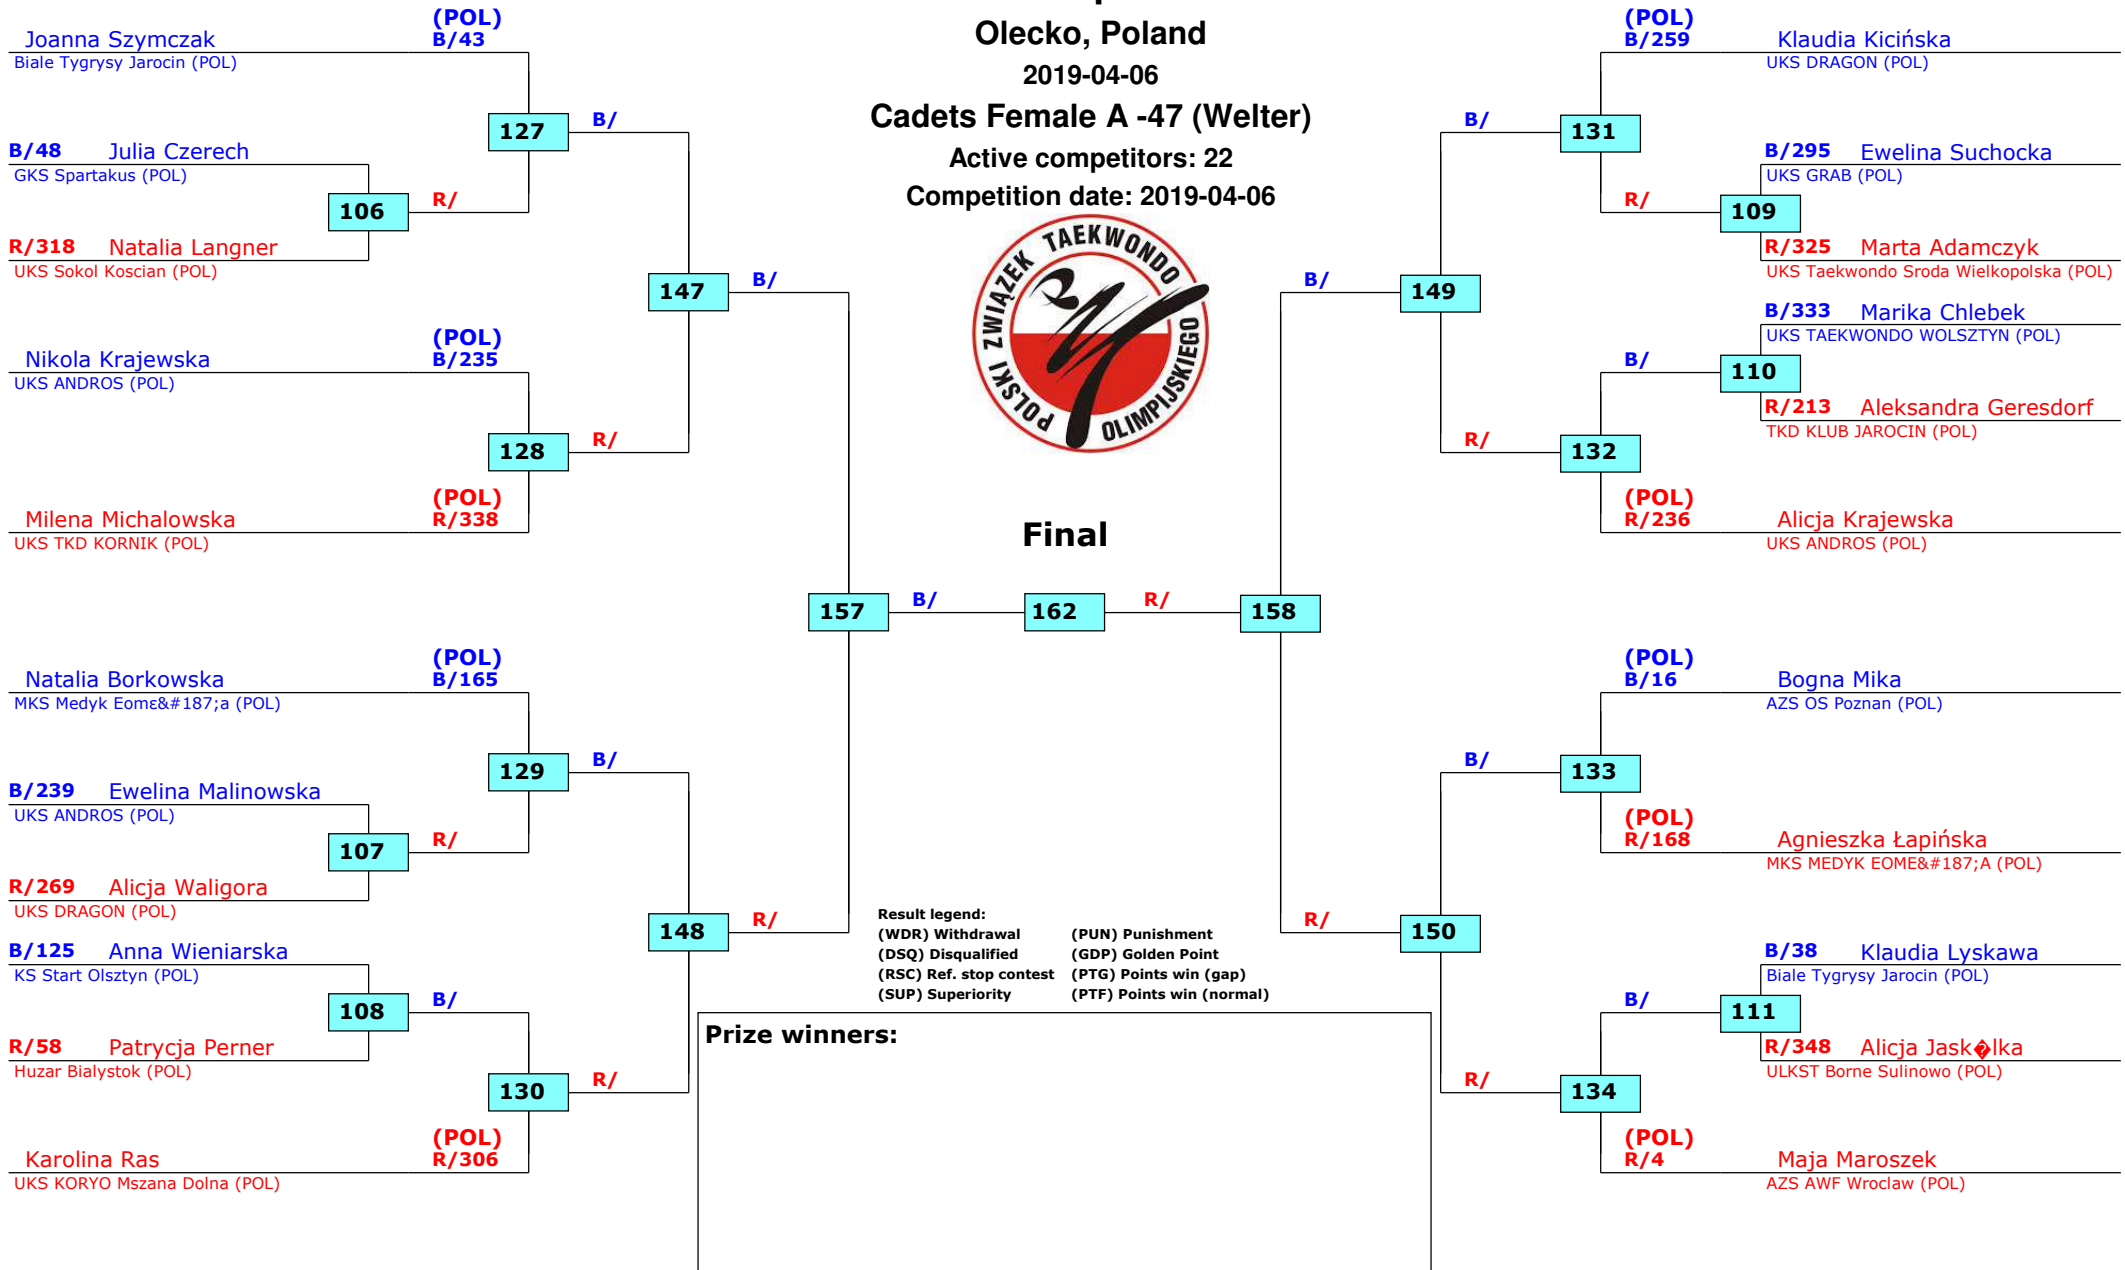 Olecko, Poland
2019-04-06
Cadets Female A -47 (Welter)
Active competitors: 22
Competition date: 2019-04-06
POLSKI ZWIĄZEK TAEKWONDO OLIMPIJSKIEGO
Final
(POL)
Joanna Szymczak B/43
Biale Tygrysy Jarocin (POL)
127 B/
B/48 Julia Czerech
GKS Spartakus (POL)
106 R/
R/318 Natalia Langner
UKS Sokol Koscian (POL)
147 B/
(POL)
Nikola Krajewska B/235
UKS ANDROS (POL)
128 R/
(POL)
Milena Michalowska R/338
UKS TKD KORNIK (POL)
157 B/ 162 R/ 158
(POL)
Natalia Borkowska B/165
MKS Medyk Eomε&#187;a (POL)
129 B/
B/239 Ewelina Malinowska
UKS ANDROS (POL)
107 R/
R/269 Alicja Waligora
UKS DRAGON (POL)
148 R/
B/125 Anna Wieniarska
KS Start Olsztyn (POL)
108 B/
R/58 Patrycja Perner
Huzar Bialystok (POL)
130 R/
(POL)
Karolina Ras R/306
UKS KORYO Mszana Dolna (POL)
(POL)
B/259 Klaudia Kicińska
UKS DRAGON (POL)
B/ 131
B/295 Ewelina Suchocka
UKS GRAB (POL)
R/ 109
R/325 Marta Adamczyk
UKS Taekwondo Sroda Wielkopolska (POL)
B/ 149
B/333 Marika Chlebek
UKS TAEKWONDO WOLSZTYN (POL)
B/ 110
R/213 Aleksandra Geresdorf
TKD KLUB JAROCIN (POL)
R/ 132
(POL)
R/236 Alicja Krajewska
UKS ANDROS (POL)
(POL)
B/16 Bogna Mika
AZS OS Poznan (POL)
B/ 133
(POL)
R/168 Agnieszka Łapińska
MKS MEDYK EOME&#187;A (POL)
R/ 150
B/38 Klaudia Lyskawa
Biale Tygrysy Jarocin (POL)
B/ 111
R/348 Alicja Jask�lka
ULKST Borne Sulinowo (POL)
R/ 134
(POL)
R/4 Maja Maroszek
AZS AWF Wroclaw (POL)
Result legend:
(WDR) Withdrawal (PUN) Punishment
(DSQ) Disqualified (GDP) Golden Point
(RSC) Ref. stop contest (PTG) Points win (gap)
(SUP) Superiority (PTF) Points win (normal)
Prize winners: